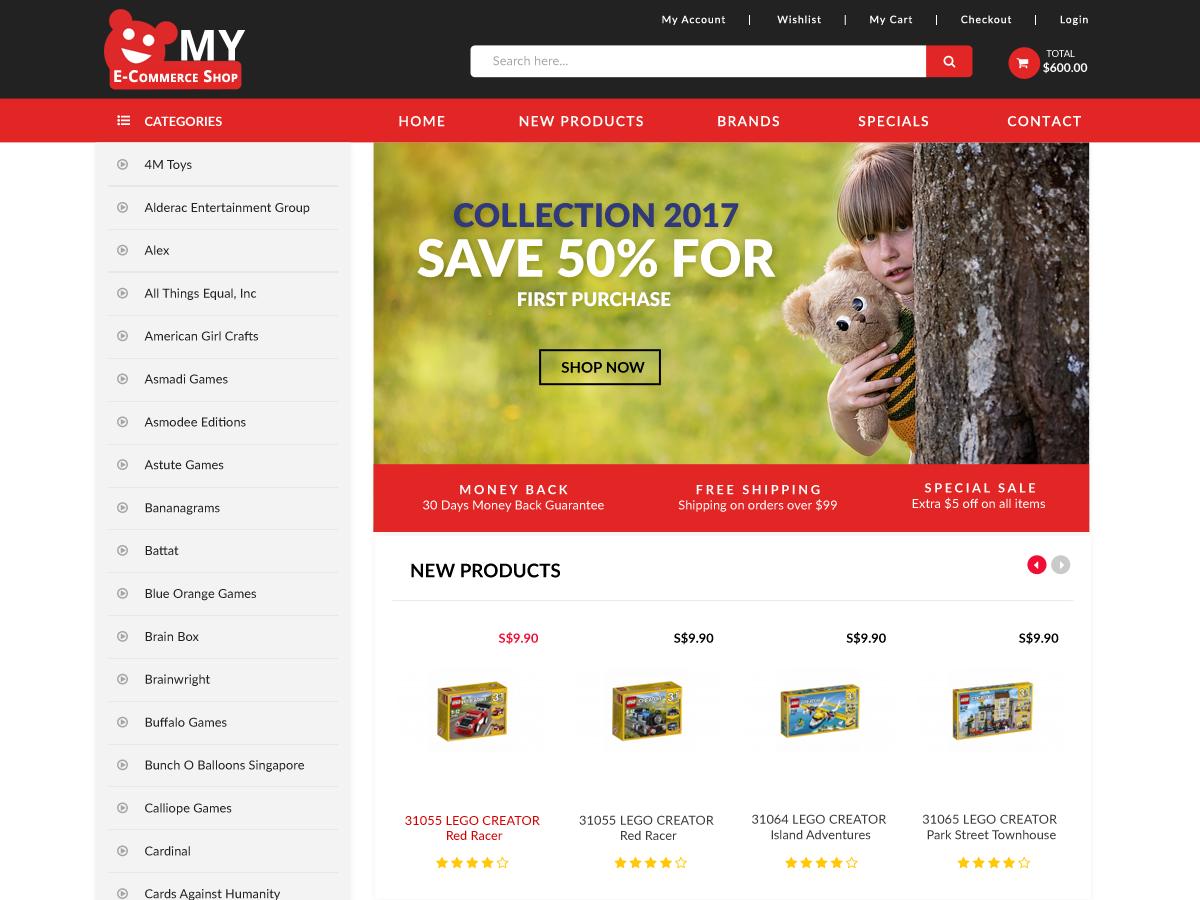 My Account | Wishlist | My Cart | Checkout | Login
MY
E-Commerce Shop
Search here...
TOTAL
$600.00
CATEGORIES
HOME
NEW PRODUCTS
BRANDS
SPECIALS
CONTACT
4M Toys
Alderac Entertainment Group
Alex
All Things Equal, Inc
American Girl Crafts
Asmadi Games
Asmodee Editions
Astute Games
Bananagrams
Battat
Blue Orange Games
Brain Box
Brainwright
Buffalo Games
Bunch O Balloons Singapore
Calliope Games
Cardinal
Cards Against Humanity
COLLECTION 2017
SAVE 50% FOR
FIRST PURCHASE
SHOP NOW
MONEY BACK
30 Days Money Back Guarantee
FREE SHIPPING
Shipping on orders over $99
SPECIAL SALE
Extra $5 off on all items
NEW PRODUCTS
S$9.90
S$9.90
S$9.90
S$9.90
31055 LEGO CREATOR
Red Racer
31055 LEGO CREATOR
Red Racer
31064 LEGO CREATOR
Island Adventures
31065 LEGO CREATOR
Park Street Townhouse